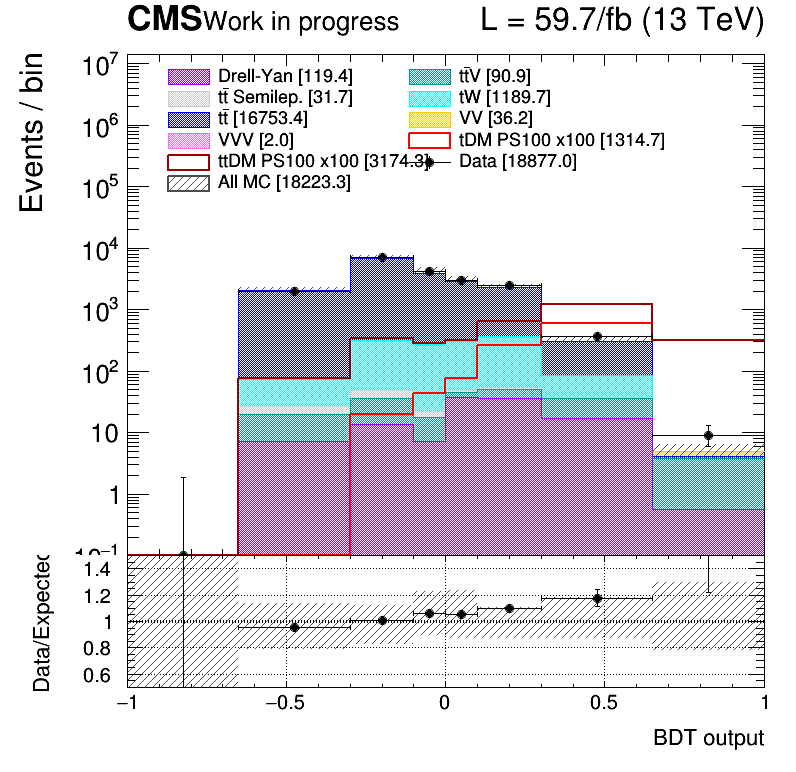 CMS Work in progress L = 59.7/fb (13 TeV)
Events / bin
10⁷
10⁶
10⁵
10⁴
10³
10²
10
1
10⁻¹
Drell-Yan [119.4] tt̄V [90.9]
tt̄ Semilep. [31.7] tW [1189.7]
tt̄ [16753.4] VV [36.2]
VVV [2.0] tDM PS100 x100 [1314.7]
ttDM PS100 x100 [3174.3] Data [18877.0]
All MC [18223.3]
Data/Expected
1.4
1.2
1
0.8
0.6
−1 −0.5 0 0.5 1
BDT output